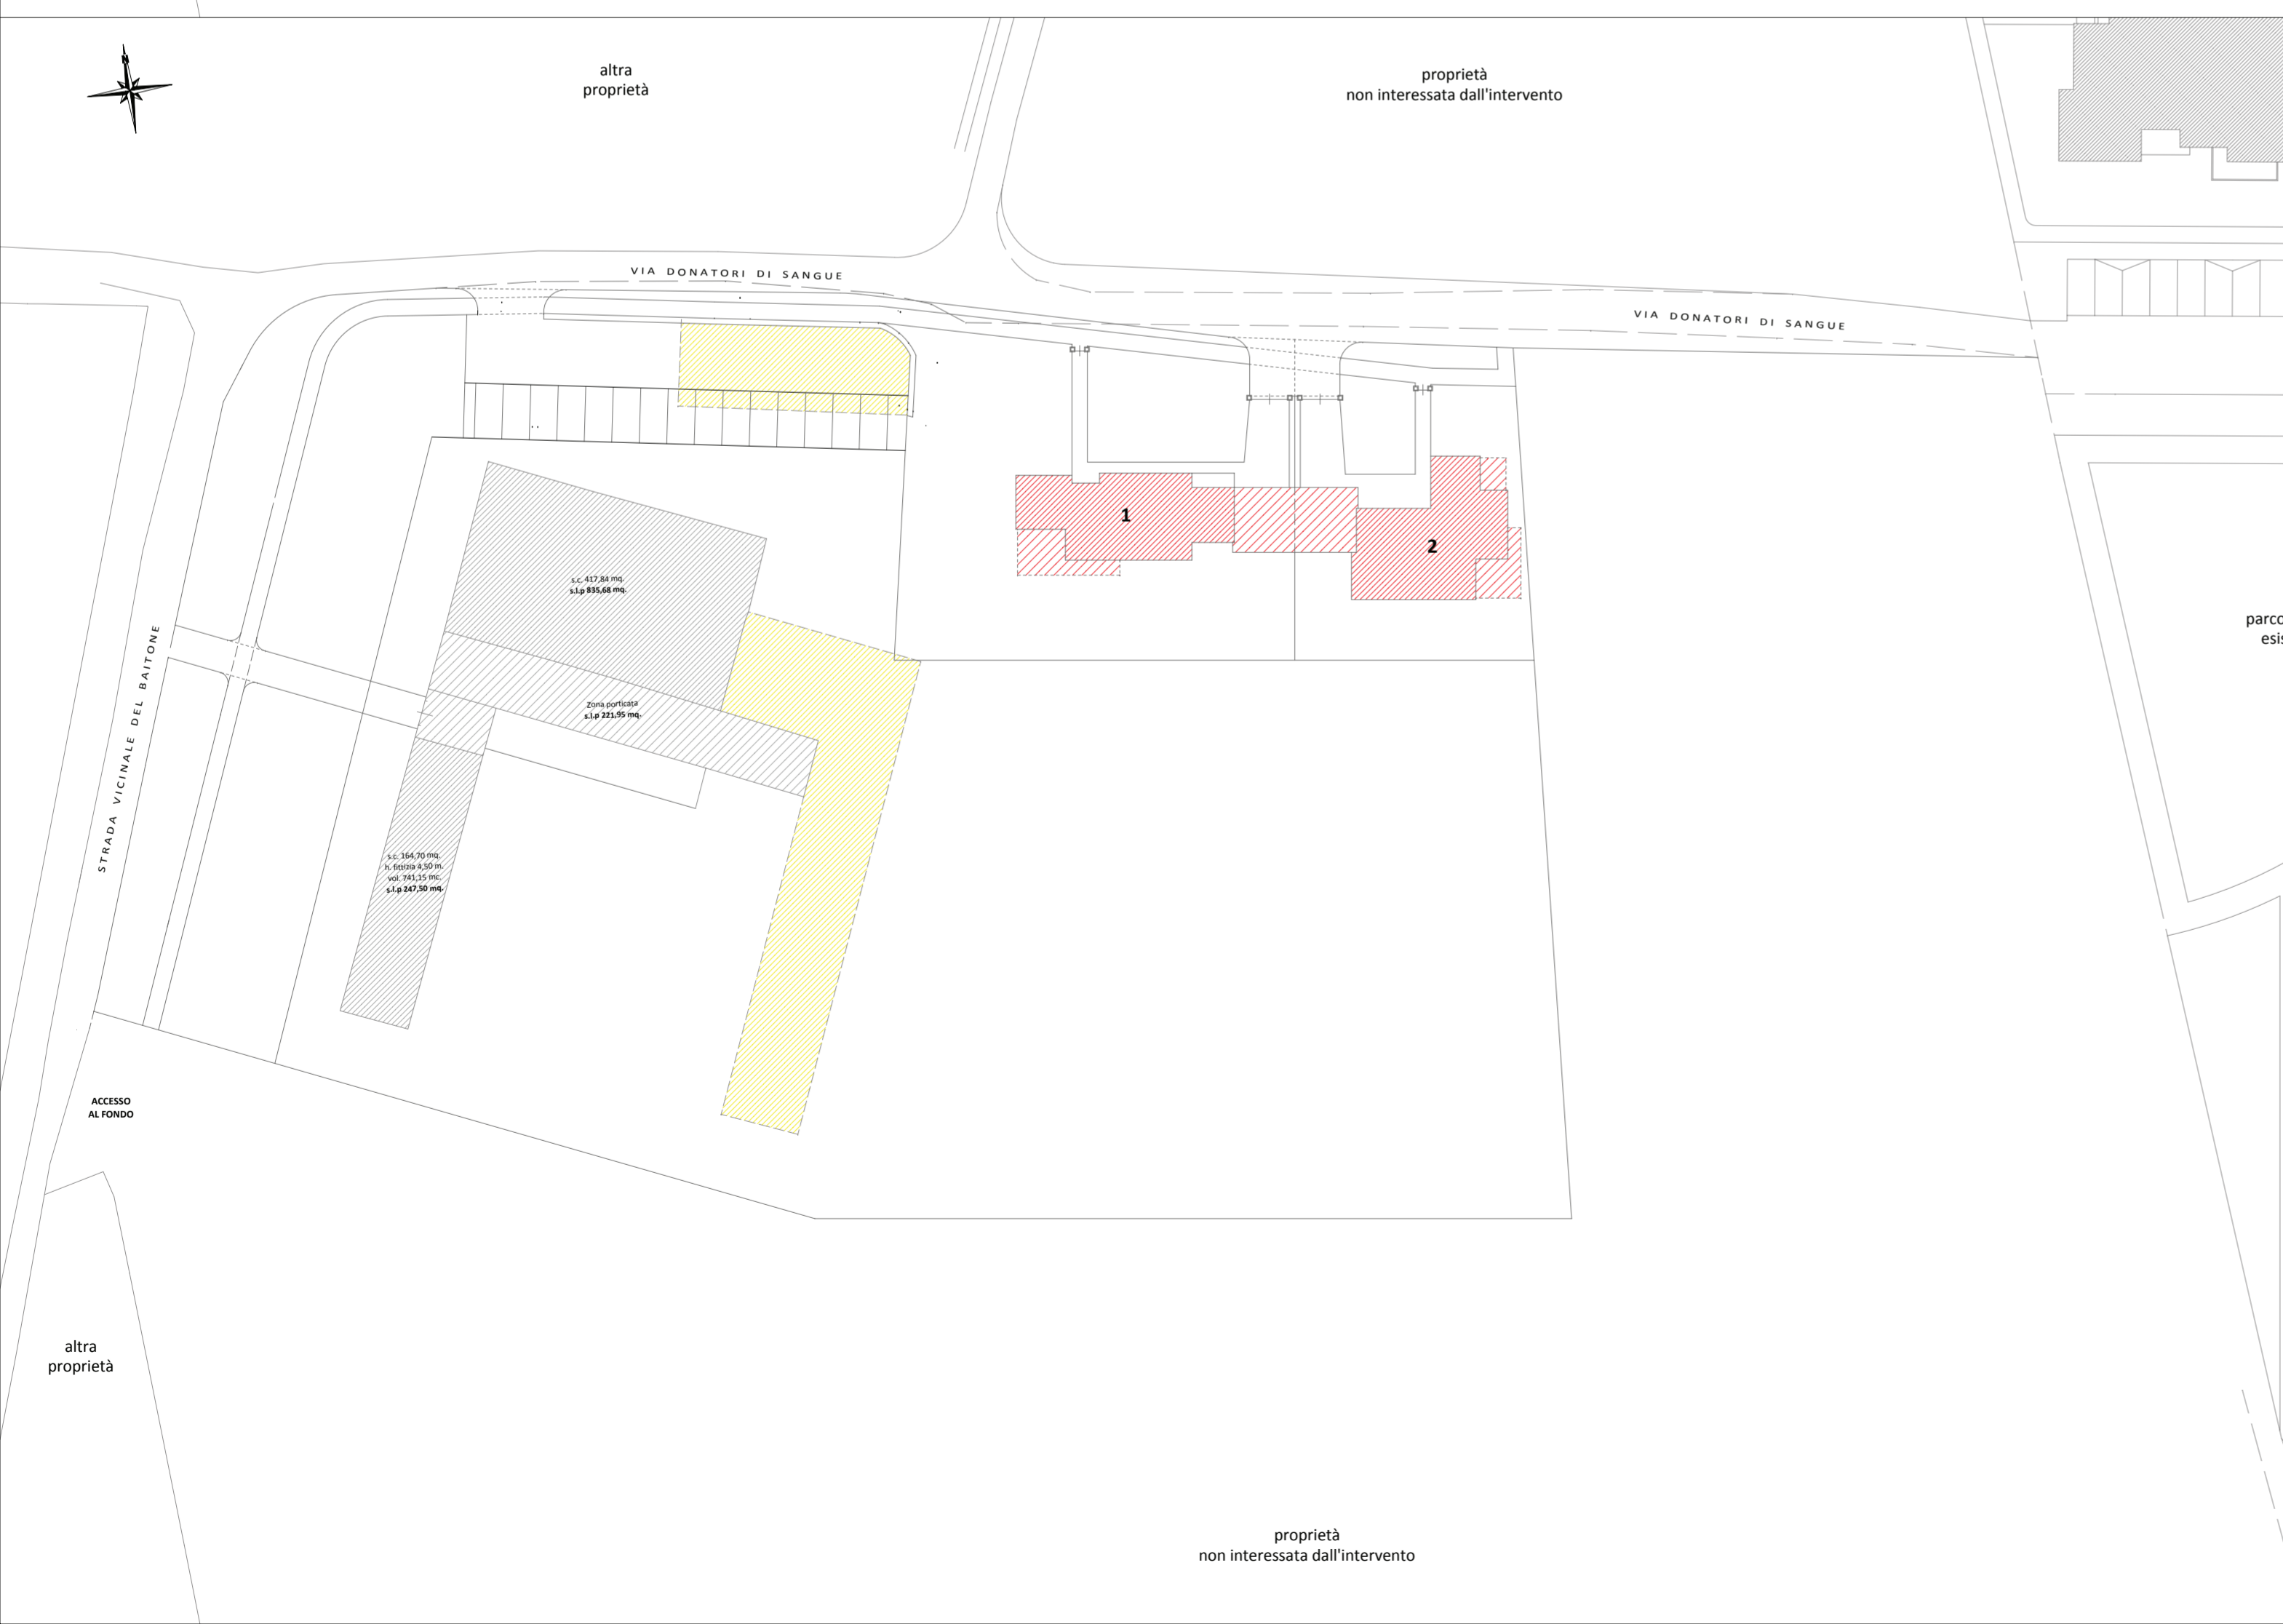 N
altra
proprietà
proprietà
non interessata dall'intervento
VIA DONATORI DI SANGUE
VIA DONATORI DI SANGUE
1
2
s.c. 417,84 mq.
s.l.p 835,68 mq.
parco
esis
STRADA VICINALE DEL BAITONE
Zona porticata
s.l.p 221,95 mq.
s.c. 164,70 mq.
h. fittizia 4,50 m.
vol. 741,15 mc.
s.l.p 247,50 mq.
ACCESSO
AL FONDO
altra
proprietà
proprietà
non interessata dall'intervento